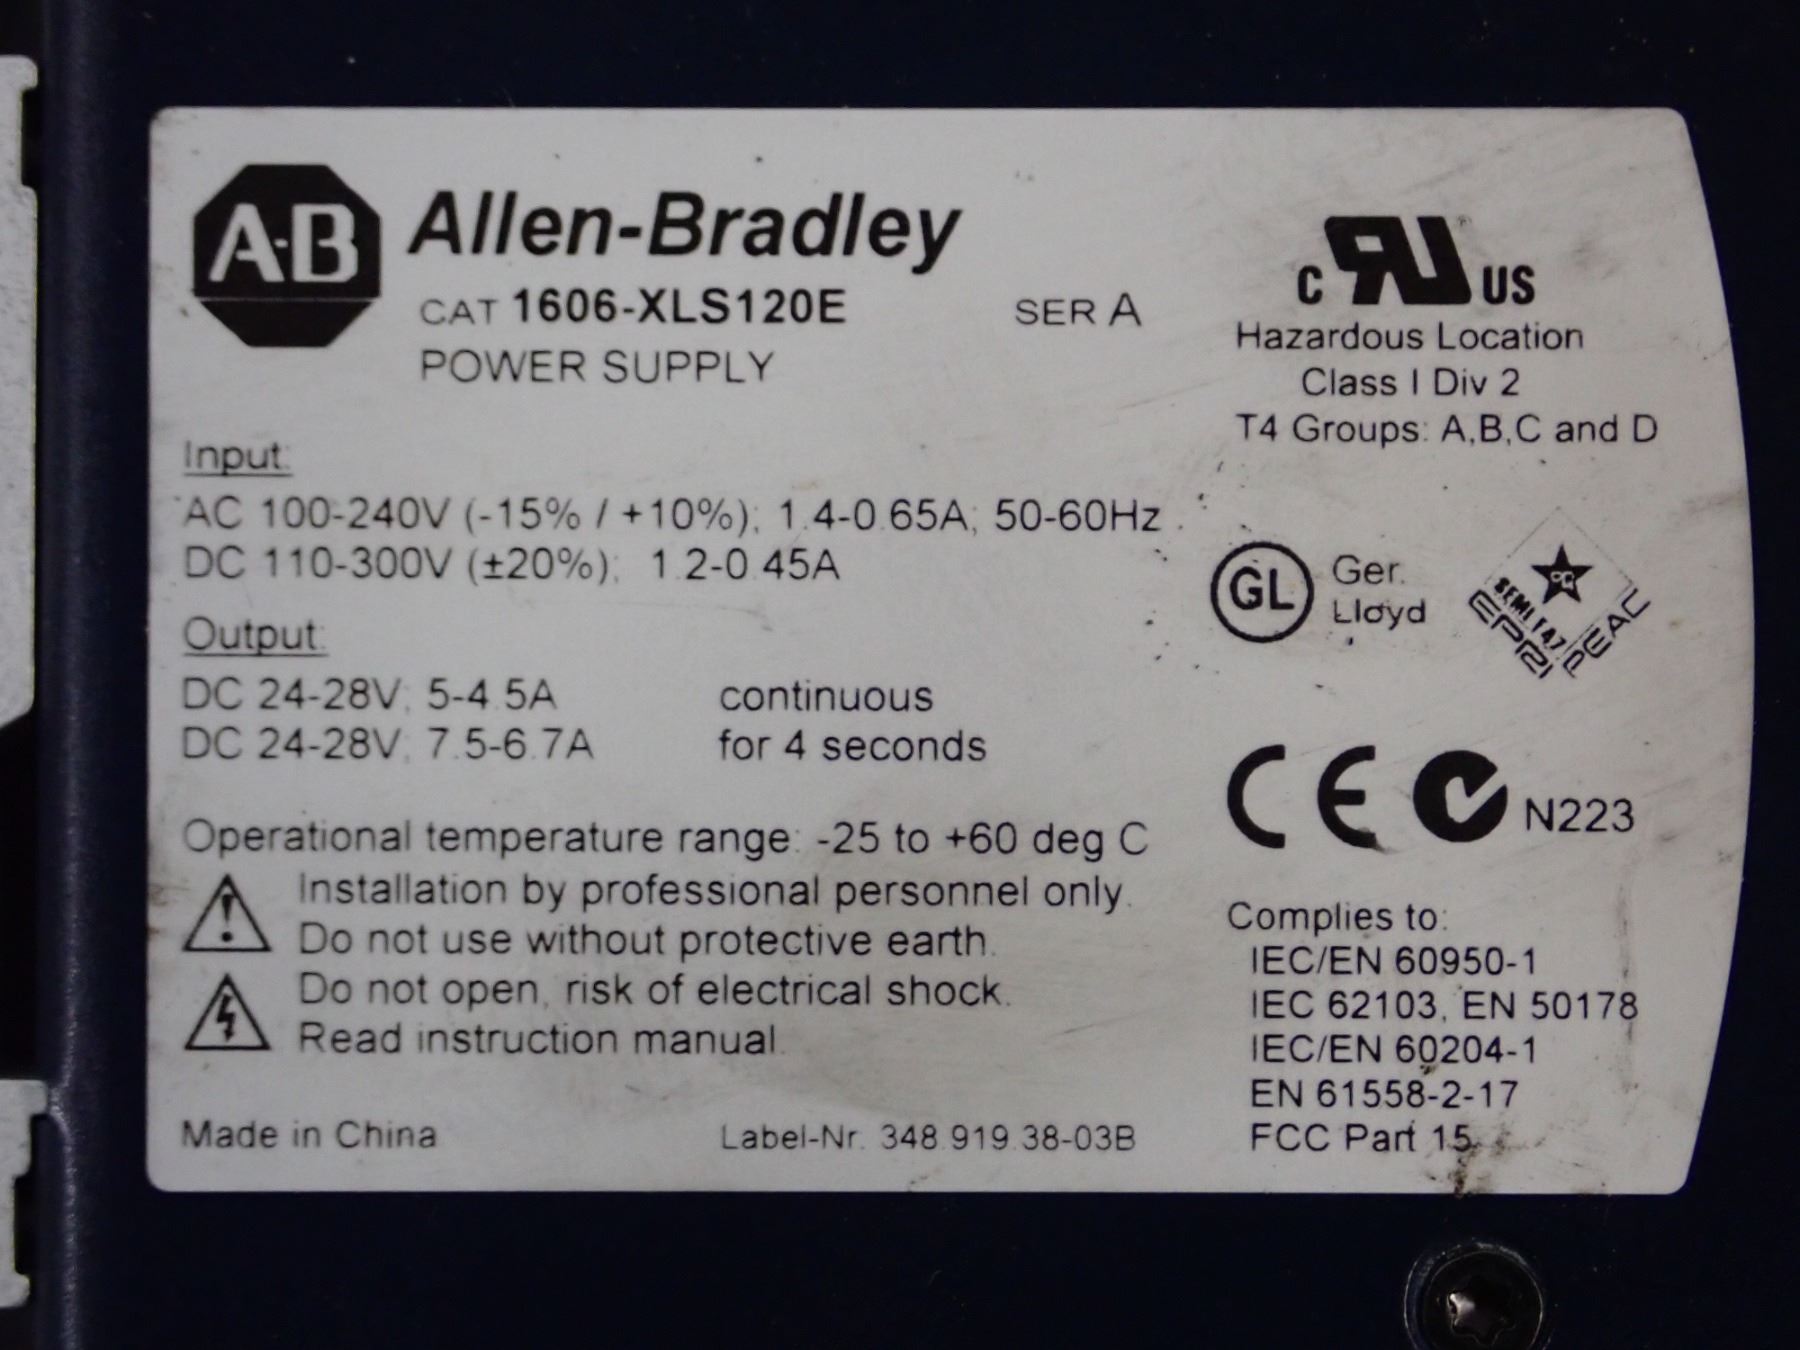 A-B Allen-Bradley
CAT 1606-XLS120E SER A
POWER SUPPLY
Input:
AC 100-240V (-15% / +10%); 1.4-0.65A; 50-60Hz
DC 110-300V (±20%); 1.2-0.45A
Output:
DC 24-28V; 5-4.5A continuous
DC 24-28V; 7.5-6.7A for 4 seconds
Operational temperature range: -25 to +60 deg C
Installation by professional personnel only.
Do not use without protective earth.
Do not open, risk of electrical shock.
Read instruction manual.
Made in China Label-Nr. 348.919.38-03B
c RU US
Hazardous Location
Class I Div 2
T4 Groups: A,B,C and D
GL Ger.
Lloyd
PQ
SEMI F47
EPRI PEAC
CE N223
Complies to:
IEC/EN 60950-1
IEC 62103, EN 50178
IEC/EN 60204-1
EN 61558-2-17
FCC Part 15